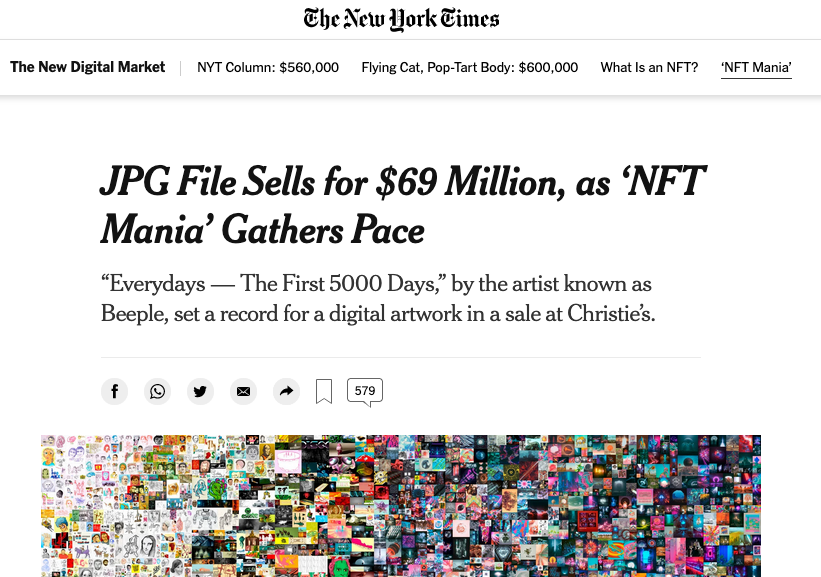 The New York Times
The New Digital Market
NYT Column: $560,000
Flying Cat, Pop-Tart Body: $600,000
What Is an NFT?
‘NFT Mania’
JPG File Sells for $69 Million, as ‘NFT
Mania’ Gathers Pace
“Everydays — The First 5000 Days,” by the artist known as
Beeple, set a record for a digital artwork in a sale at Christie’s.
579